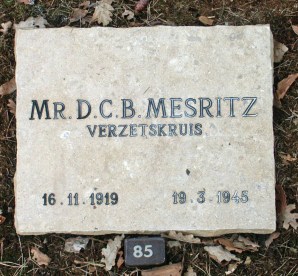 MR. D.C.B. MESRITZ
VERZETSKRUIS
16.11.1919 19.3.1945
85